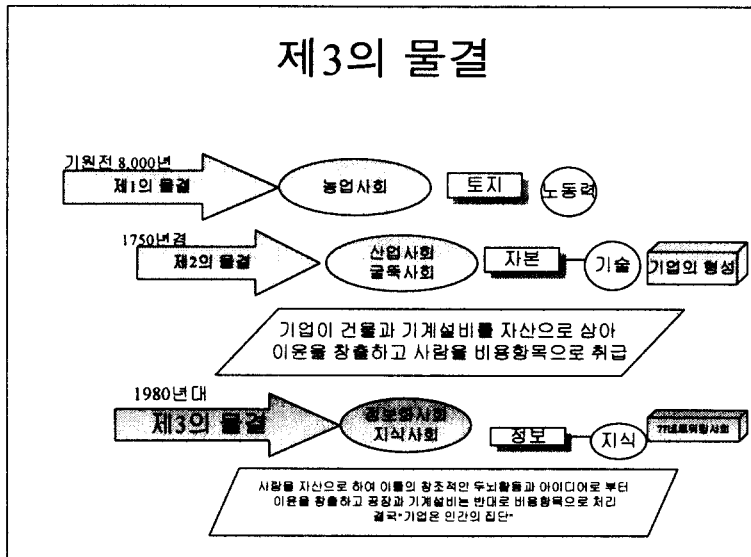 제3의 물결
기원전 8,000년
제1의 물결
농업사회
토지
노동력
1750년경
제2의 물결
산업사회
굴뚝사회
자본
기술
기업의 형성
기업이 건물과 기계설비를 자산으로 삼아
이윤을 창출하고 사람을 비용항목으로 취급
1980년대
제3의 물결
정보화사회
지식사회
정보
지식
??네트워킹사회
사람을 자산으로 하여 이들의 창조적인 두뇌활동과 아이디어로 부터
이윤을 창출하고 공장과 기계설비는 반대로 비용항목으로 처리
결국"기업은 인간의 집단"